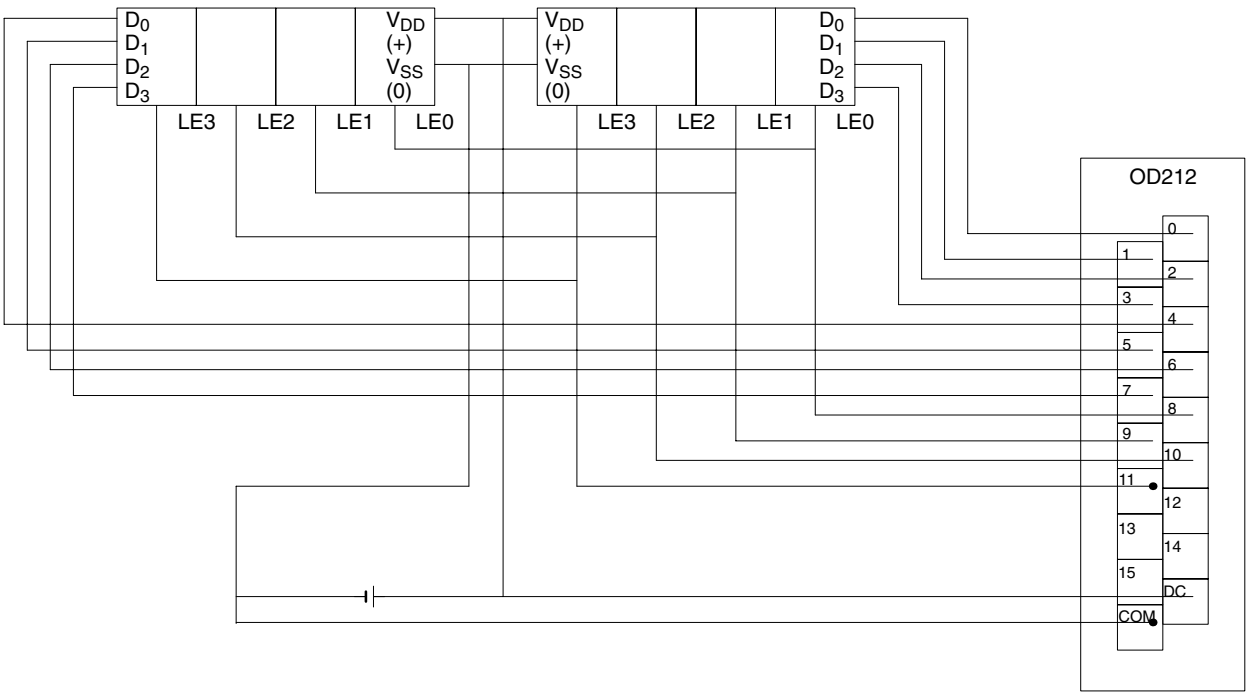 D0
D1
D2
D3
VDD
(+)
VSS
(0)
LE3 LE2 LE1 LE0
VDD
(+)
VSS
(0)
D0
D1
D2
D3
LE3 LE2 LE1 LE0
OD212
0
1
2
3
4
5
6
7
8
9
10
11
12
13
14
15
DC
COM